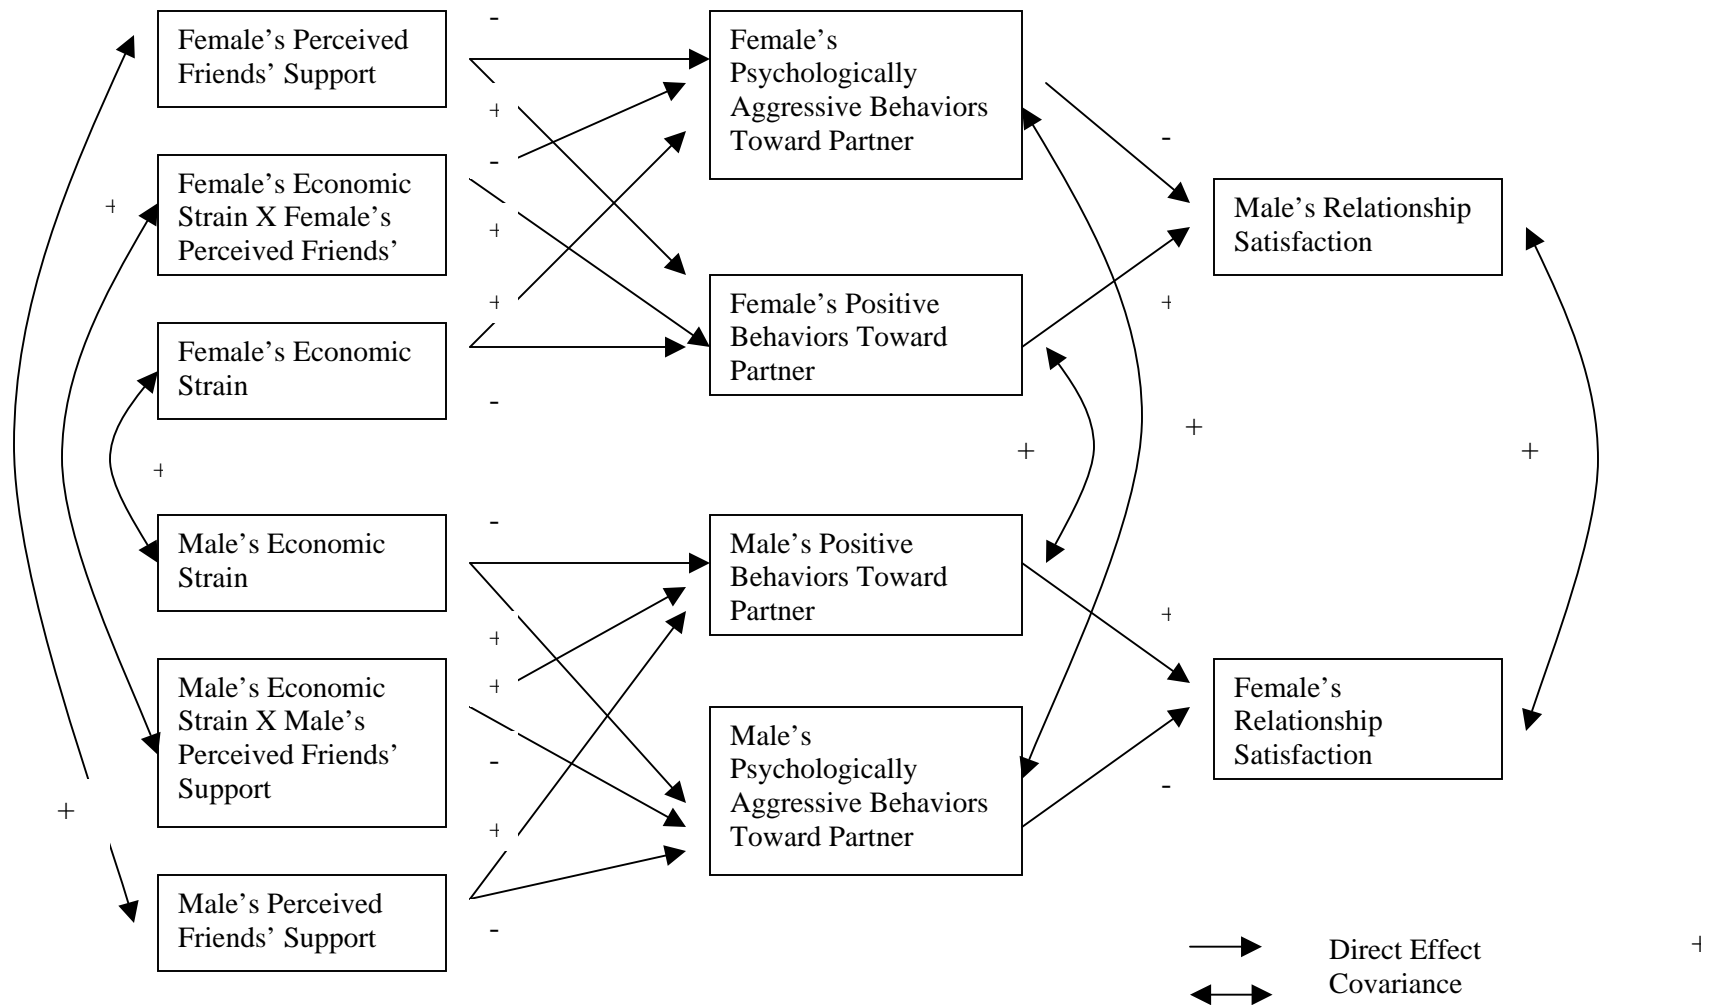 Female's Perceived
Friends' Support
Female's Economic
Strain X Female's
Perceived Friends'
Female's Economic
Strain
Male's Economic
Strain
Male's Economic
Strain X Male's
Perceived Friends'
Support
Male's Perceived
Friends' Support
+
+
+
-
+
-
+
+
-
-
+
+
-
+
-
Female's
Psychologically
Aggressive Behaviors
Toward Partner
Female's Positive
Behaviors Toward
Partner
Male's Positive
Behaviors Toward
Partner
Male's
Psychologically
Aggressive Behaviors
Toward Partner
+
+
-
+
+
-
Male's Relationship
Satisfaction
Female's
Relationship
Satisfaction
+
Direct Effect
Covariance
+